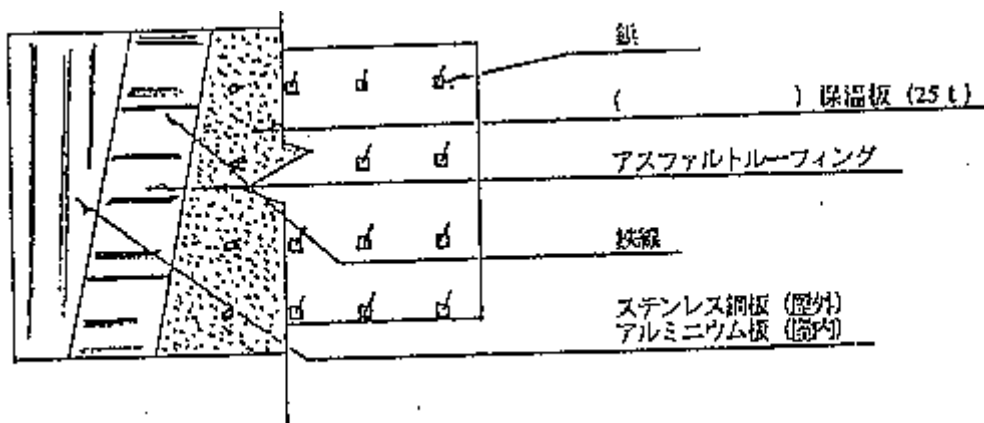 鋲
(　　　　　) 保温板 (25 t)
アスファルトルーフィング
鉄線
ステンレス鋼板 (屋外)
アルミニウム板 (屋内)